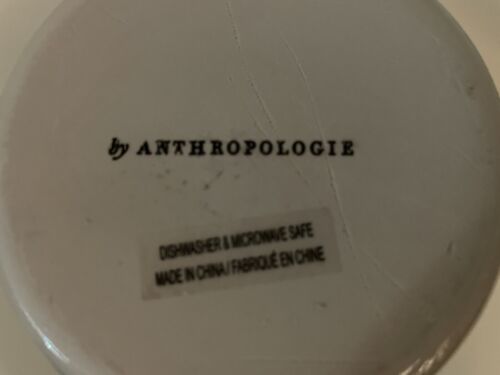 by ANTHROPOLOGIE
DISHWASHER & MICROWAVE SAFE
MADE IN CHINA / FABRIQUÉ EN CHINE